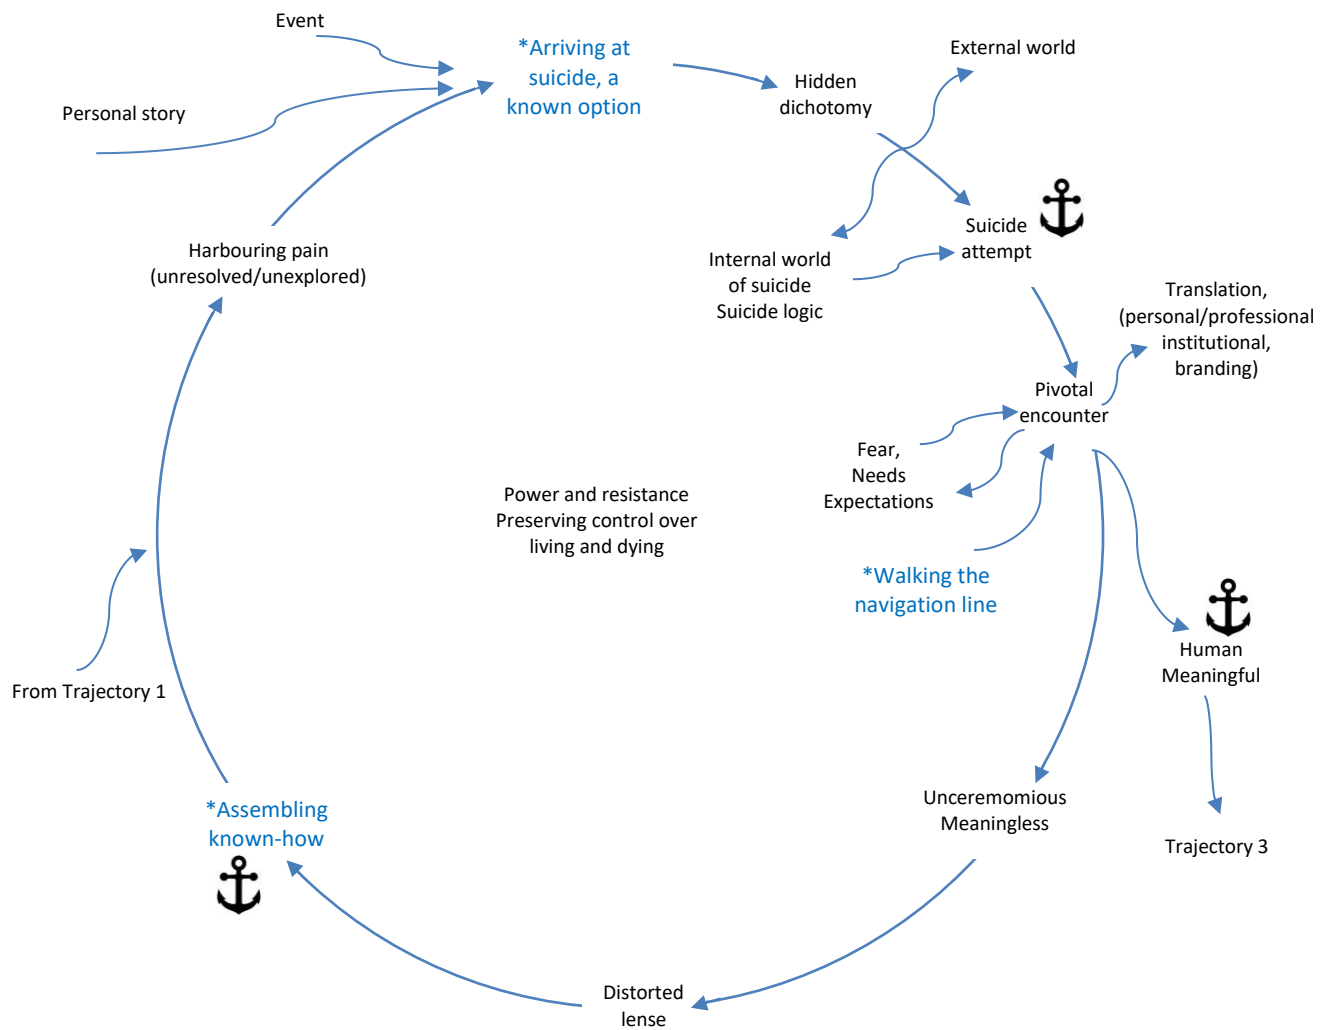 Event
*Arriving at
suicide, a
known option
External world
Hidden
dichotomy
Personal story
Suicide
attempt
Harbouring pain
(unresolved/unexplored)
Internal world
of suicide
Suicide logic
Translation,
(personal/professional
institutional,
branding)
Pivotal
encounter
Fear,
Needs
Expectations
Power and resistance
Preserving control over
living and dying
*Walking the
navigation line
Human
Meaningful
From Trajectory 1
Unceremomious
Meaningless
*Assembling
known-how
Trajectory 3
Distorted
lense